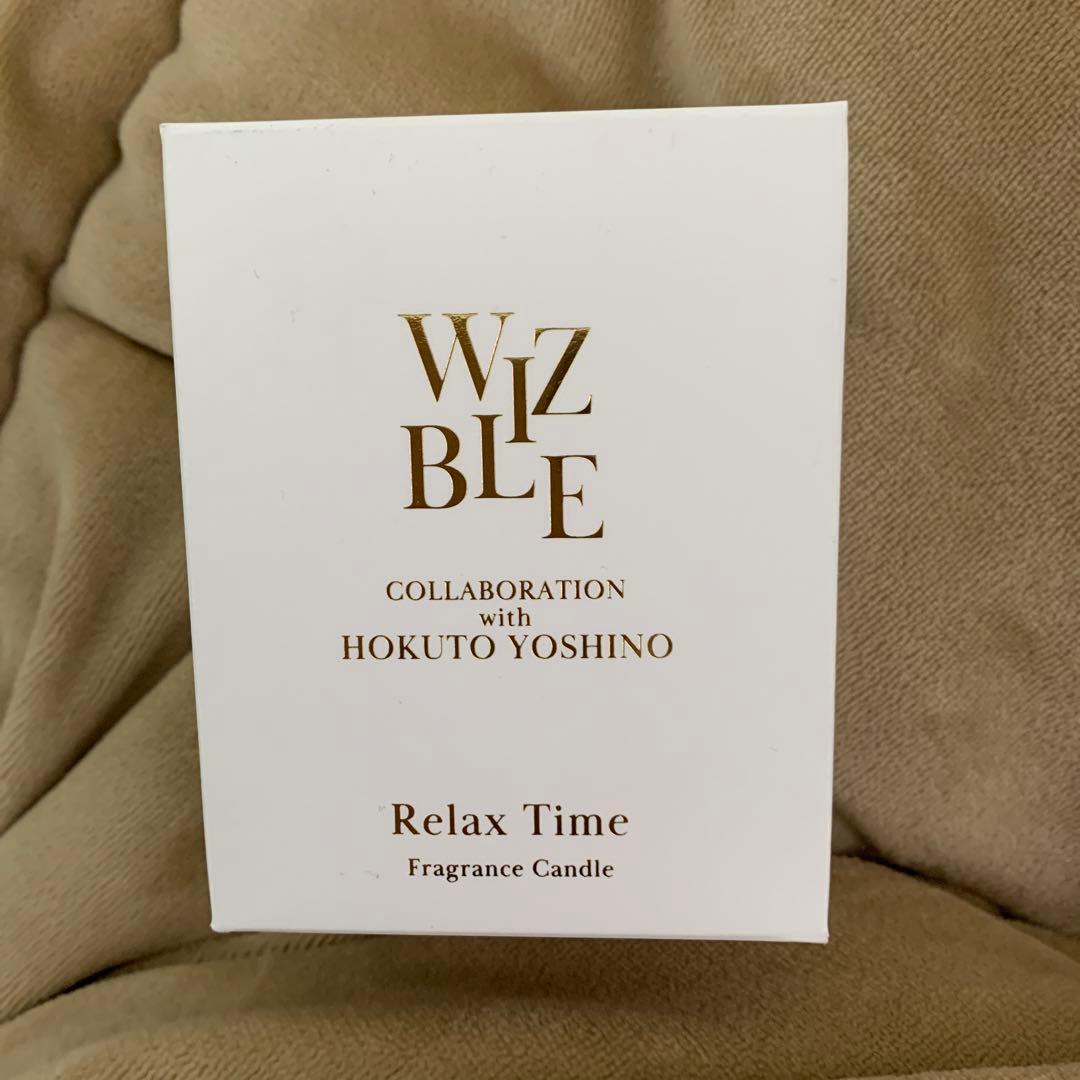 WIZ
BLE
COLLABORATION
with
HOKUTO YOSHINO
Relax Time
Fragrance Candle